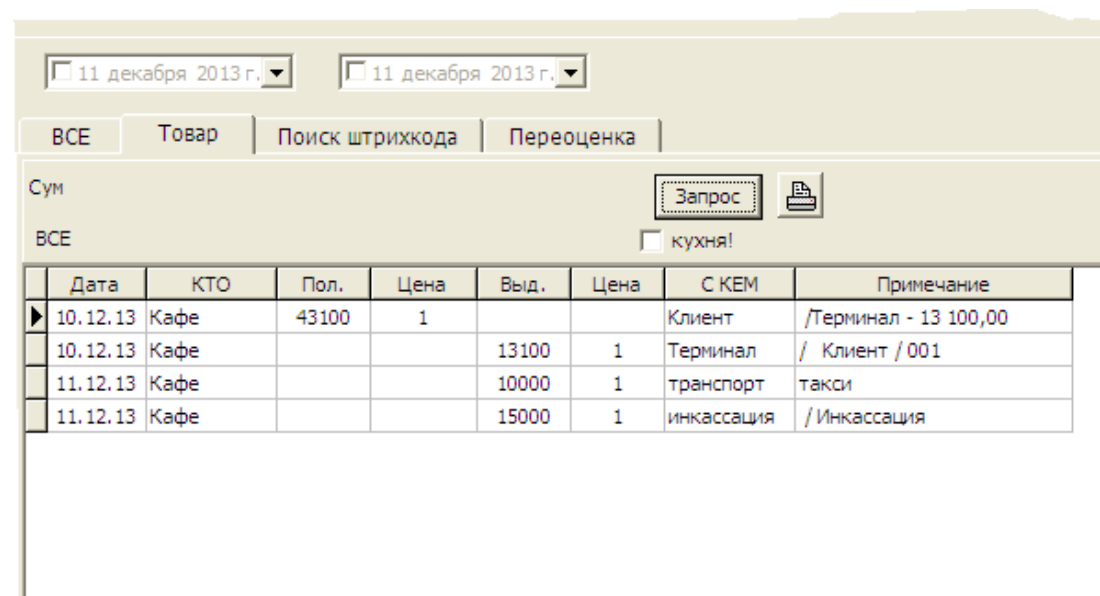 11 декабря 2013 г. 11 декабря 2013 г.
ВСЕ Товар Поиск штрихкода Переоценка
Сум Запрос
ВСЕ кухня!
Дата КТО Пол. Цена Выд. Цена С КЕМ Примечание
10.12.13 Кафе 43100 1 Клиент /Терминал - 13 100,00
10.12.13 Кафе 13100 1 Терминал / Клиент / 001
11.12.13 Кафе 10000 1 транспорт такси
11.12.13 Кафе 15000 1 инкассация / Инкассация